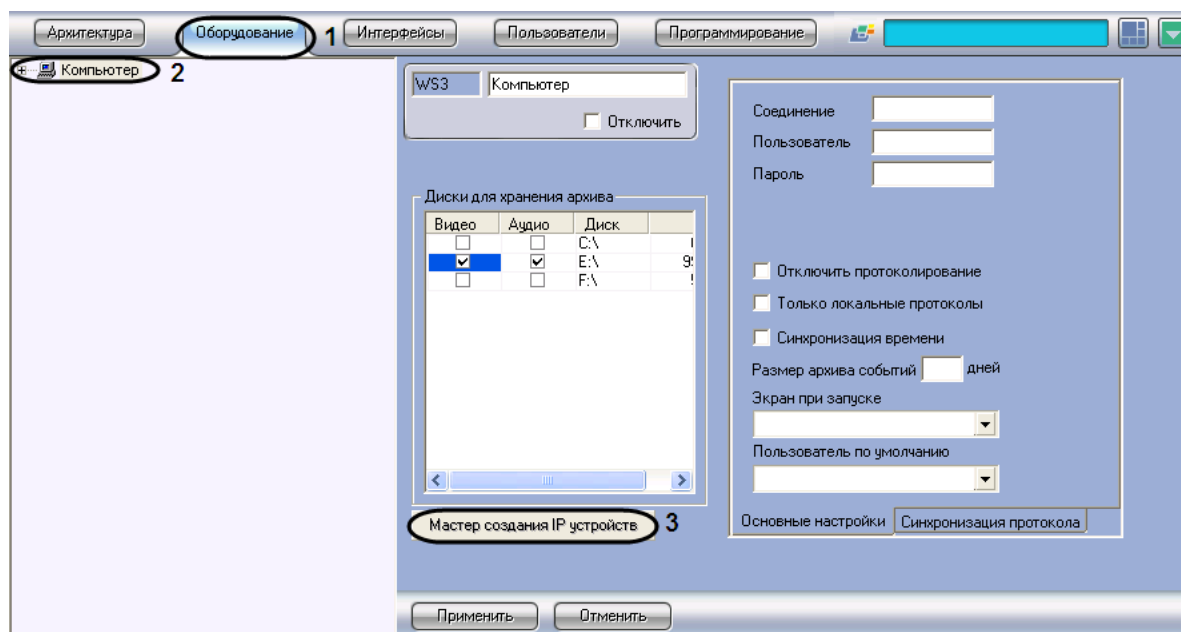 Архитектура Оборудование 1 Интерфейсы Пользователи Программирование
Компьютер 2
WS3 Компьютер
Отключить
Диски для хранения архива
Видео Аудио Диск
C:\
E:\ 9
F:\
Мастер создания IP устройств 3
Соединение
Пользователь
Пароль
Отключить протоколирование
Только локальные протоколы
Синхронизация времени
Размер архива событий дней
Экран при запуске
Пользователь по умолчанию
Основные настройки Синхронизация протокола
Применить Отменить